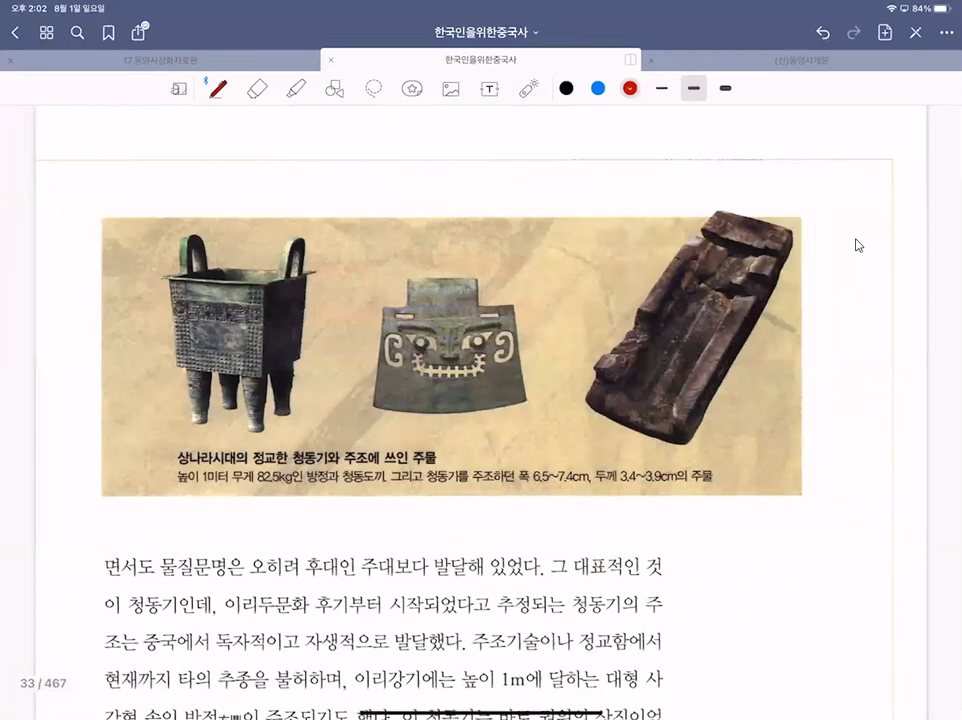 오후 2:02 8월 1일 일요일
84%
한국인을위한중국사
17.동양사심화자료편
한국인을위한중국사
(신)동양사개론
T
상나라시대의 정교한 청동기와 주조에 쓰인 주물
높이 1미터 무게 82.5kg인 방정과 청동도끼. 그리고 청동기를 주조하던 폭 6.5~7.4cm, 두께 3.4~3.9cm의 주물
면서도 물질문명은 오히려 후대인 주대보다 발달해 있었다. 그 대표적인 것
이 청동기인데, 이리두문화 후기부터 시작되었다고 추정되는 청동기의 주
조는 중국에서 독자적이고 자생적으로 발달했다. 주조기술이나 정교함에서
현재까지 타의 추종을 불허하며, 이리강기에는 높이 1m에 달하는 대형 사
각형 솥인 방정
33 / 467